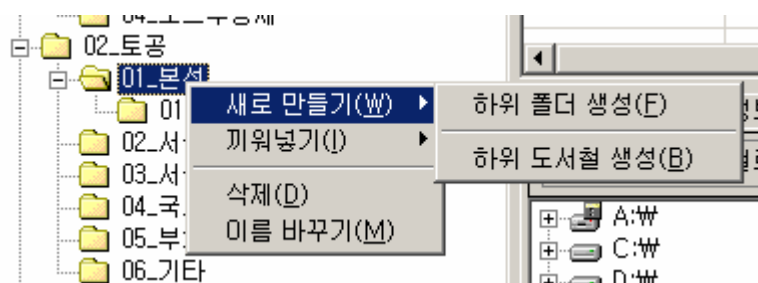 02_토공
01_본선
01
02_서
03_서
04_국
05_부
06_기타
새로 만들기(W)
끼워넣기(I)
삭제(D)
이름 바꾸기(M)
하위 폴더 생성(F)
하위 도서철 생성(B)
A:₩
C:₩
D:₩